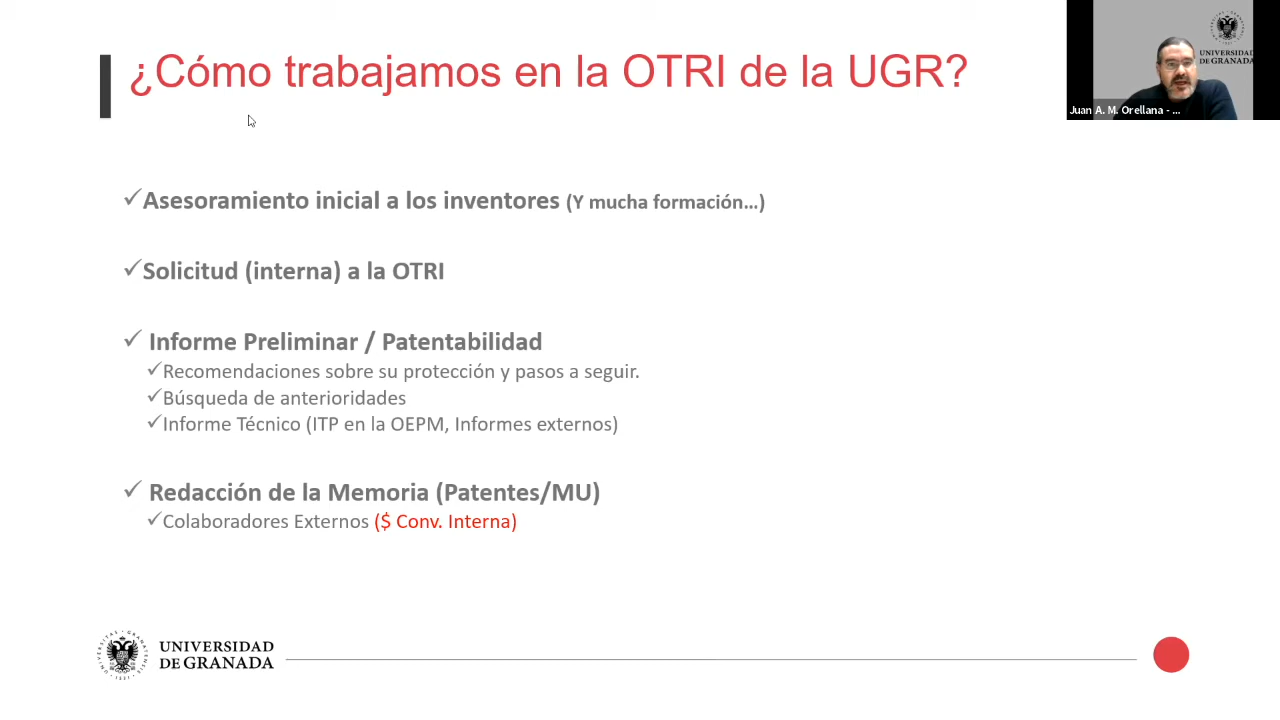 ¿Cómo trabajamos en la OTRI de la UGR?
UNIVERSIDAD
DE GRANADA
Juan A. M. Orellana - ...
✓Asesoramiento inicial a los inventores (Y mucha formación...)
✓Solicitud (interna) a la OTRI
✓ Informe Preliminar / Patentabilidad
✓Recomendaciones sobre su protección y pasos a seguir.
✓Búsqueda de anterioridades
✓Informe Técnico (ITP en la OEPM, Informes externos)
✓ Redacción de la Memoria (Patentes/MU)
✓Colaboradores Externos ($ Conv. Interna)
UNIVERSIDAD
DE GRANADA